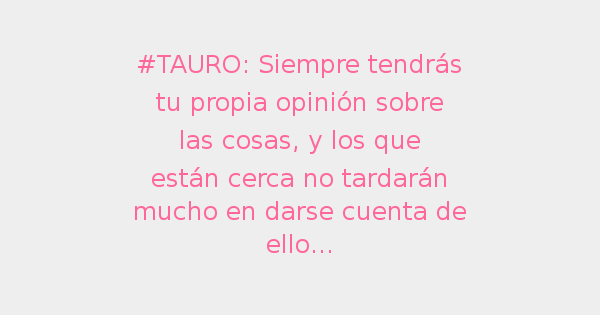 #TAURO: Siempre tendrás
tu propia opinión sobre
las cosas, y los que
están cerca no tardarán
mucho en darse cuenta de
ello...